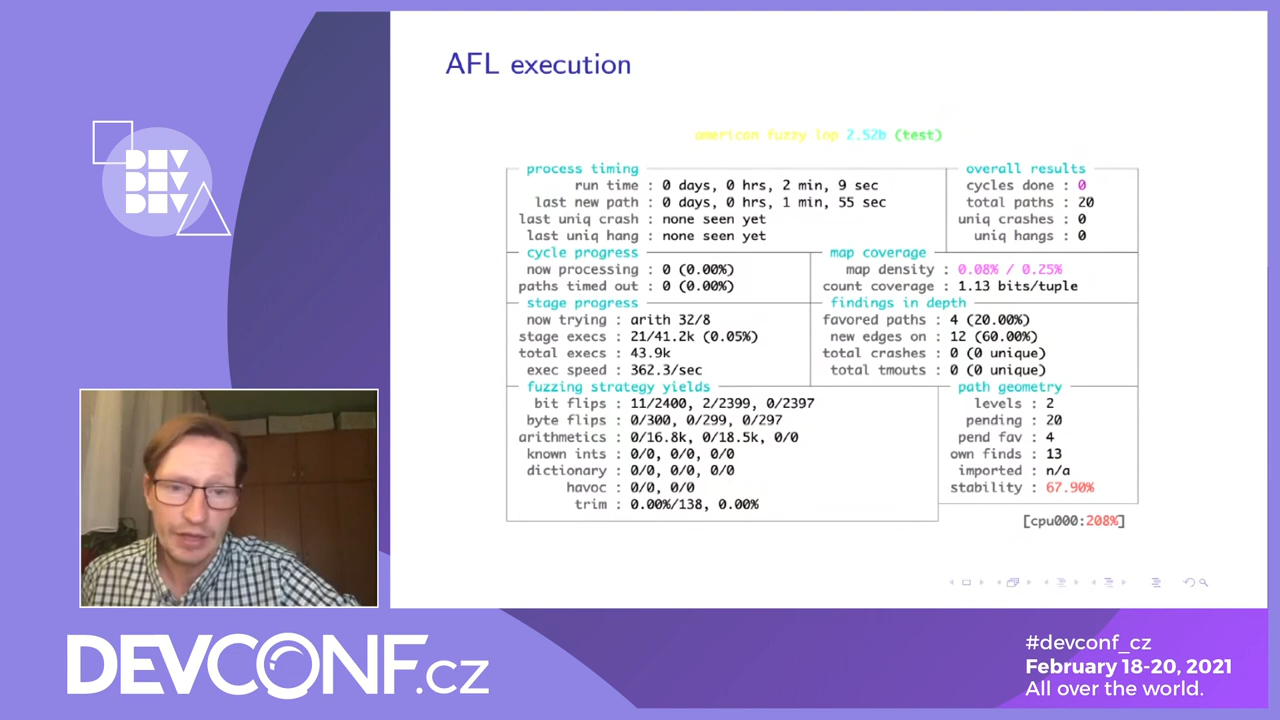 AFL execution
american fuzzy lop 2.52b (test)
process timing
run time : 0 days, 0 hrs, 2 min, 9 sec
last new path : 0 days, 0 hrs, 1 min, 55 sec
last uniq crash : none seen yet
last uniq hang : none seen yet
overall results
cycles done : 0
total paths : 20
uniq crashes : 0
uniq hangs : 0
cycle progress
now processing : 0 (0.00%)
paths timed out : 0 (0.00%)
map coverage
map density : 0.08% / 0.25%
count coverage : 1.13 bits/tuple
stage progress
now trying : arith 32/8
stage execs : 21/41.2k (0.05%)
total execs : 43.9k
exec speed : 362.3/sec
findings in depth
favored paths : 4 (20.00%)
new edges on : 12 (60.00%)
total crashes : 0 (0 unique)
total tmouts : 0 (0 unique)
fuzzing strategy yields
bit flips : 11/2400, 2/2399, 0/2397
byte flips : 0/300, 0/299, 0/297
arithmetics : 0/16.8k, 0/18.5k, 0/0
known ints : 0/0, 0/0, 0/0
dictionary : 0/0, 0/0, 0/0
havoc : 0/0, 0/0
trim : 0.00%/138, 0.00%
path geometry
levels : 2
pending : 20
pend fav : 4
own finds : 13
imported : n/a
stability : 67.90%
[cpu000:208%]
DEV
DEV
DEV
DEVCONF.cz
#devconf_cz
February 18-20, 2021
All over the world.